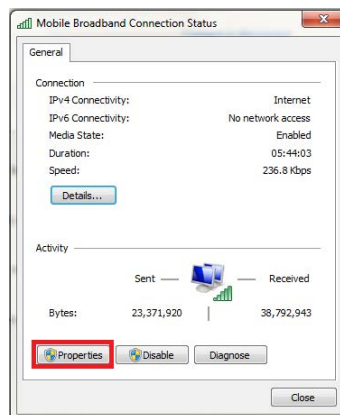 Mobile Broadband Connection Status
General
Connection
IPv4 Connectivity: Internet
IPv6 Connectivity: No network access
Media State: Enabled
Duration: 05:44:03
Speed: 236.8 Kbps
Details...
Activity
Sent Received
Bytes: 23,371,920 38,792,943
Properties Disable Diagnose
Close